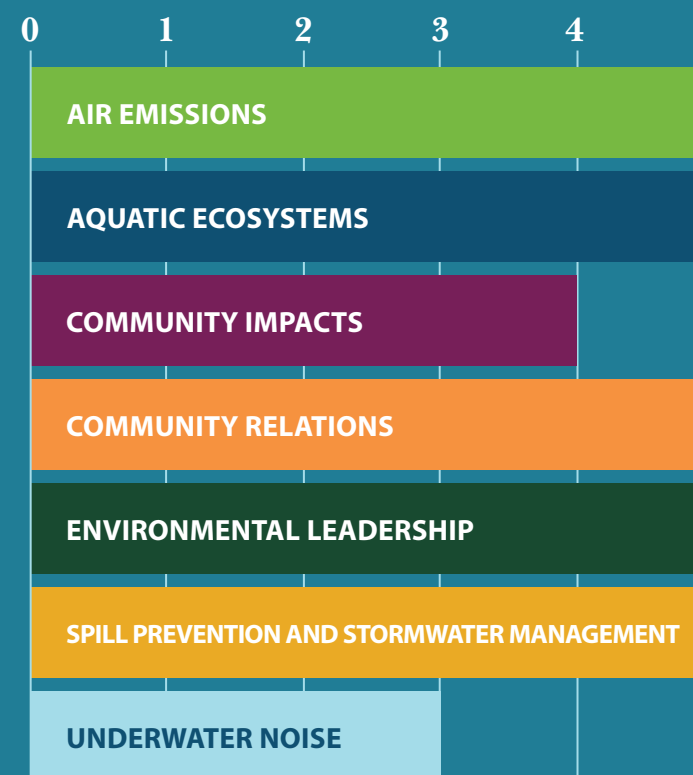 0 1 2 3 4
AIR EMISSIONS
AQUATIC ECOSYSTEMS
COMMUNITY IMPACTS
COMMUNITY RELATIONS
ENVIRONMENTAL LEADERSHIP
SPILL PREVENTION AND STORMWATER MANAGEMENT
UNDERWATER NOISE